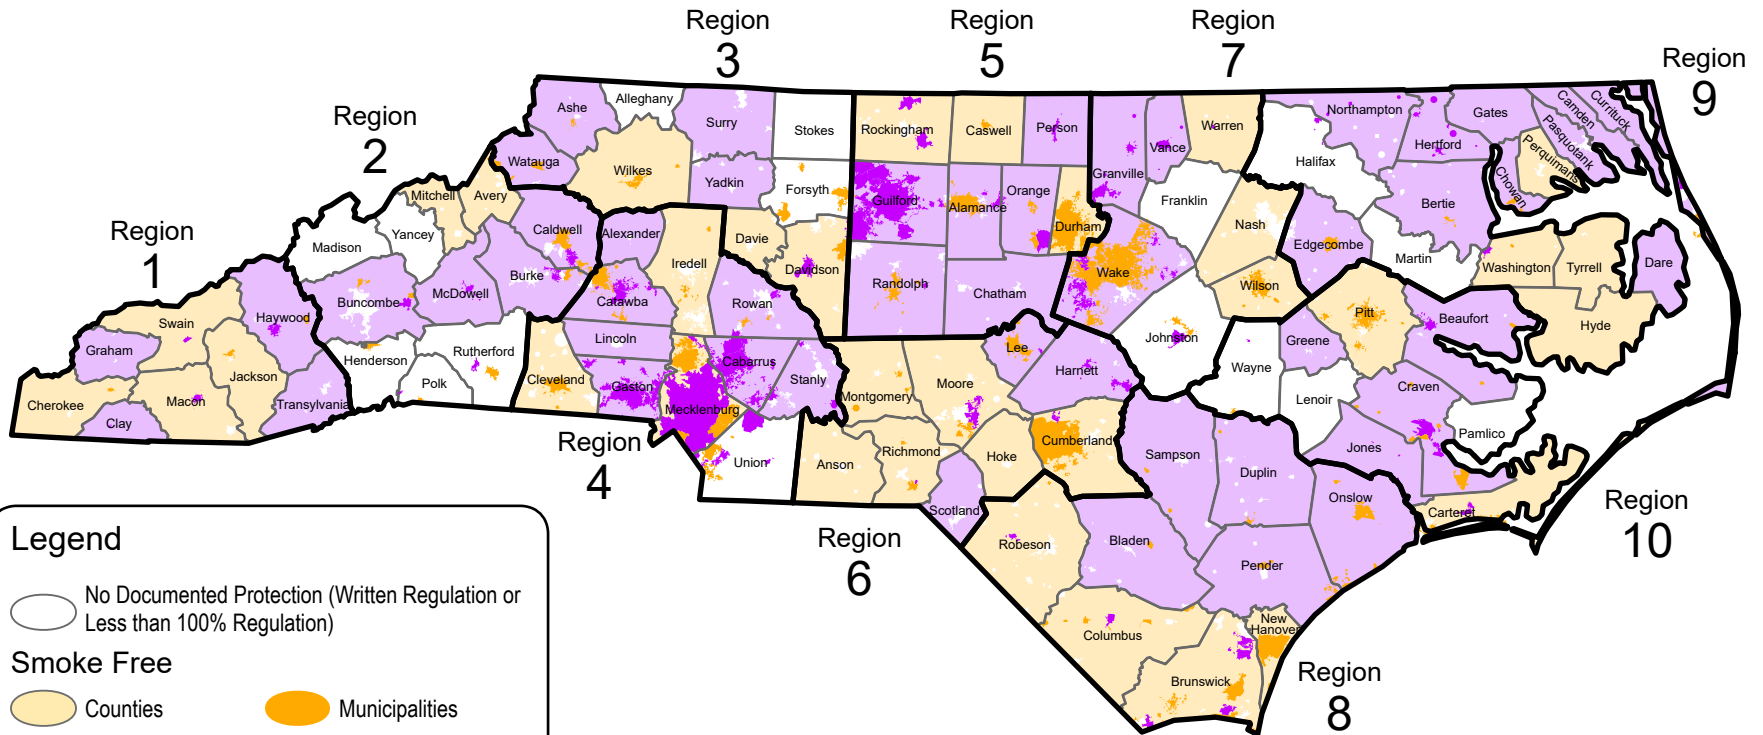 Region
3
Region
5
Region
7
Region
9
Region
2
Region
1
Region
4
Region
6
Region
8
Region
10
Ashe
Alleghany
Surry
Stokes
Rockingham
Caswell
Person
Granville
Vance
Warren
Northampton
Gates
Camden
Currituck
Pasquotank
Perquimans
Chowan
Hertford
Halifax
Watauga
Wilkes
Yadkin
Forsyth
Guilford
Alamance
Orange
Durham
Franklin
Nash
Edgecombe
Bertie
Martin
Washington
Tyrrell
Dare
Mitchell
Avery
Yancey
Madison
Caldwell
Alexander
Iredell
Davie
Davidson
Randolph
Chatham
Wake
Wilson
Pitt
Beaufort
Hyde
Burke
McDowell
Buncombe
Haywood
Swain
Graham
Catawba
Rowan
Lincoln
Cabarrus
Stanly
Montgomery
Moore
Lee
Harnett
Johnston
Wayne
Greene
Lenoir
Craven
Pamlico
Jones
Carteret
Henderson
Rutherford
Polk
Cleveland
Gaston
Mecklenburg
Union
Anson
Richmond
Hoke
Cumberland
Sampson
Duplin
Onslow
Jackson
Macon
Transylvania
Cherokee
Clay
Scotland
Robeson
Bladen
Pender
Columbus
New
Hanover
Brunswick
Legend
No Documented Protection (Written Regulation or
Less than 100% Regulation)
Smoke Free
Counties
Municipalities